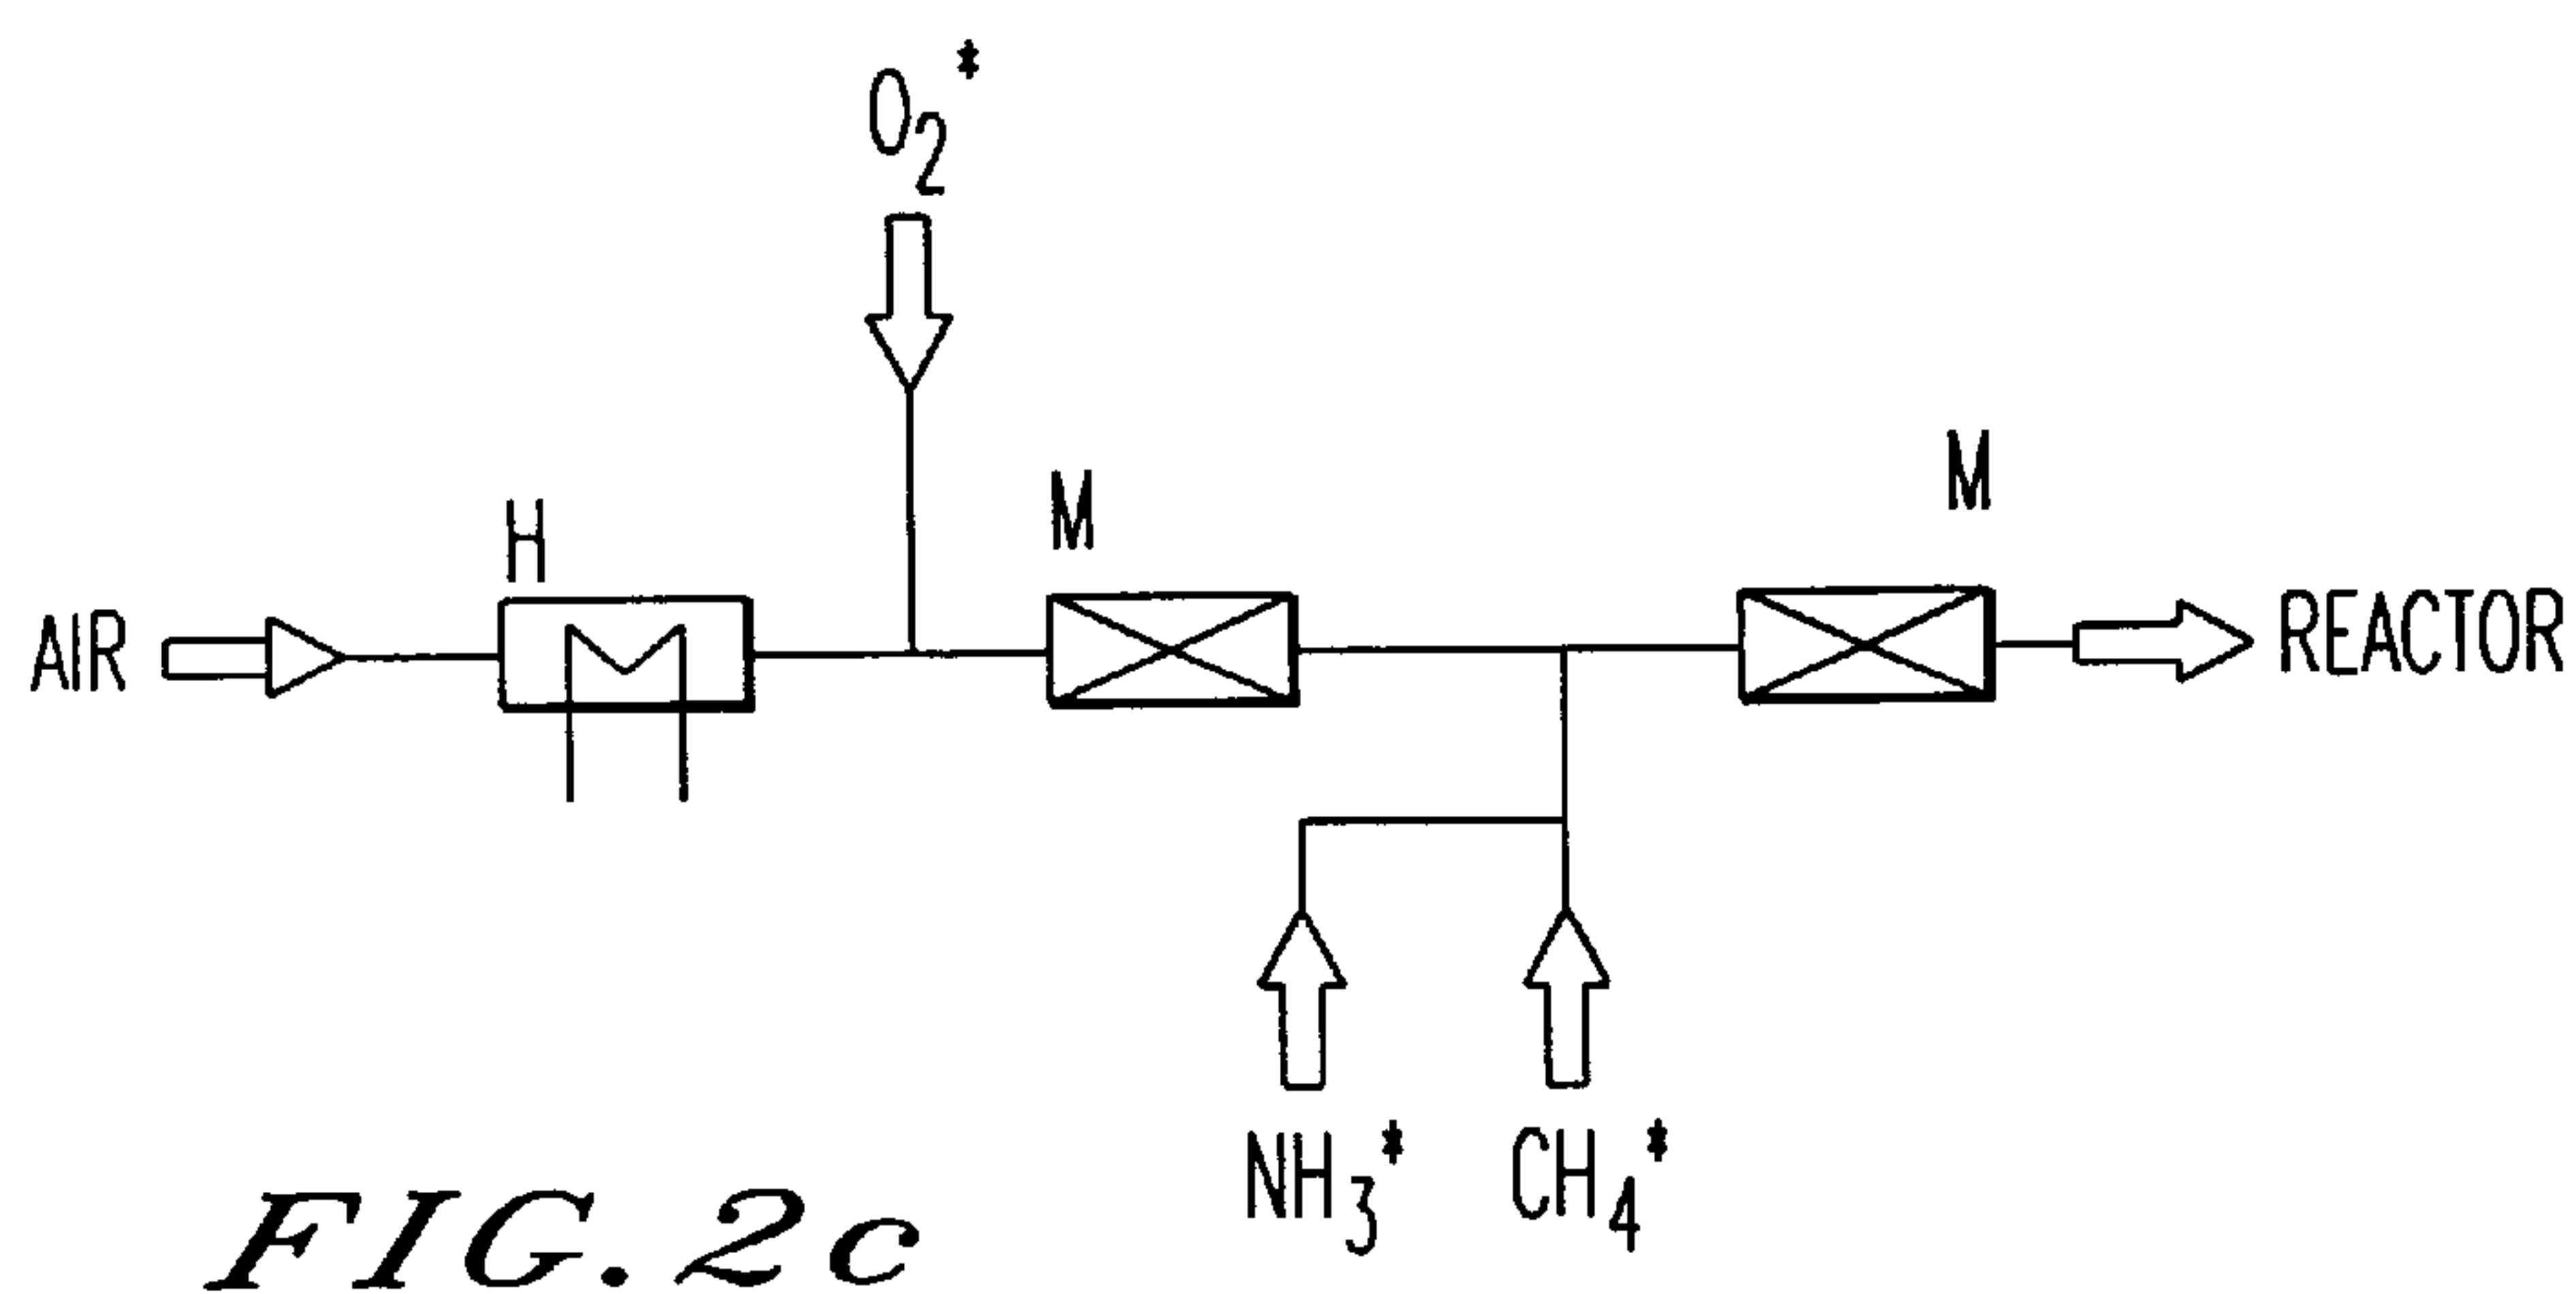 O2*
M
M
H
AIR
REACTOR
NH3*
CH4*
FIG. 2c